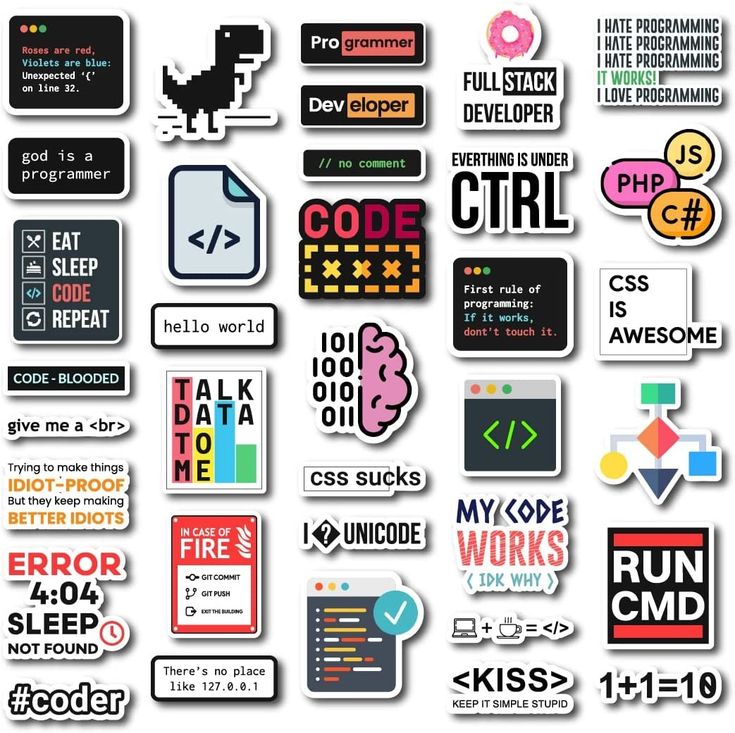 Roses are red,
Violets are blue:
Unexpected ‘{’
on line 32.
god is a
programmer
EAT
SLEEP
</>
CODE
REPEAT
CODE - BLOODED
give me a <br>
Trying to make things
IDIOT-PROOF
But they keep making
BETTER IDIOTS
ERROR
4:04
SLEEP
NOT FOUND
#coder
</>
hello world
TALK
DATA
TO
ME
IN CASE OF
FIRE
GIT COMMIT
GIT PUSH
EXIT THE BUILDING
There’s no place
like 127.0.0.1
Programmer
Developer
// no comment
CODE
×××
101
100
010
011
css sucks
I � UNICODE
FULL STACK
DEVELOPER
EVERTHING IS UNDER
CTRL
First rule of
programming:
If it works,
don’t touch it.
</>
MY CODE
WORKS
( IDK WHY )
+ = </>
<KISS>
KEEP IT SIMPLE STUPID
I HATE PROGRAMMING
I HATE PROGRAMMING
I HATE PROGRAMMING
IT WORKS!
I LOVE PROGRAMMING
JS
PHP
C#
CSS
IS
AWESOME
RUN
CMD
1+1=10